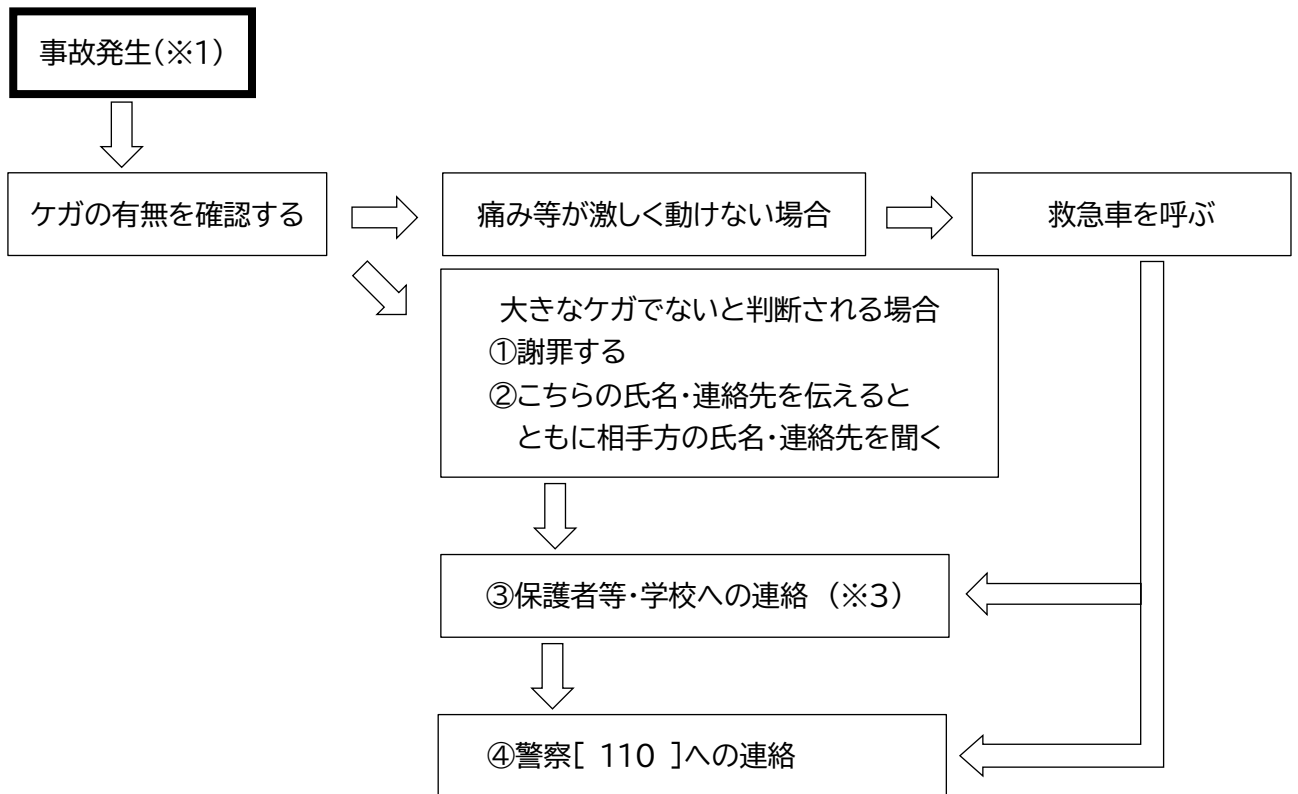 事故発生(※1)
ケガの有無を確認する
痛み等が激しく動けない場合
救急車を呼ぶ
大きなケガでないと判断される場合
①謝罪する
②こちらの氏名・連絡先を伝えると
ともに相手方の氏名・連絡先を聞く
③保護者等・学校への連絡 (※3)
④警察[ 110 ]への連絡